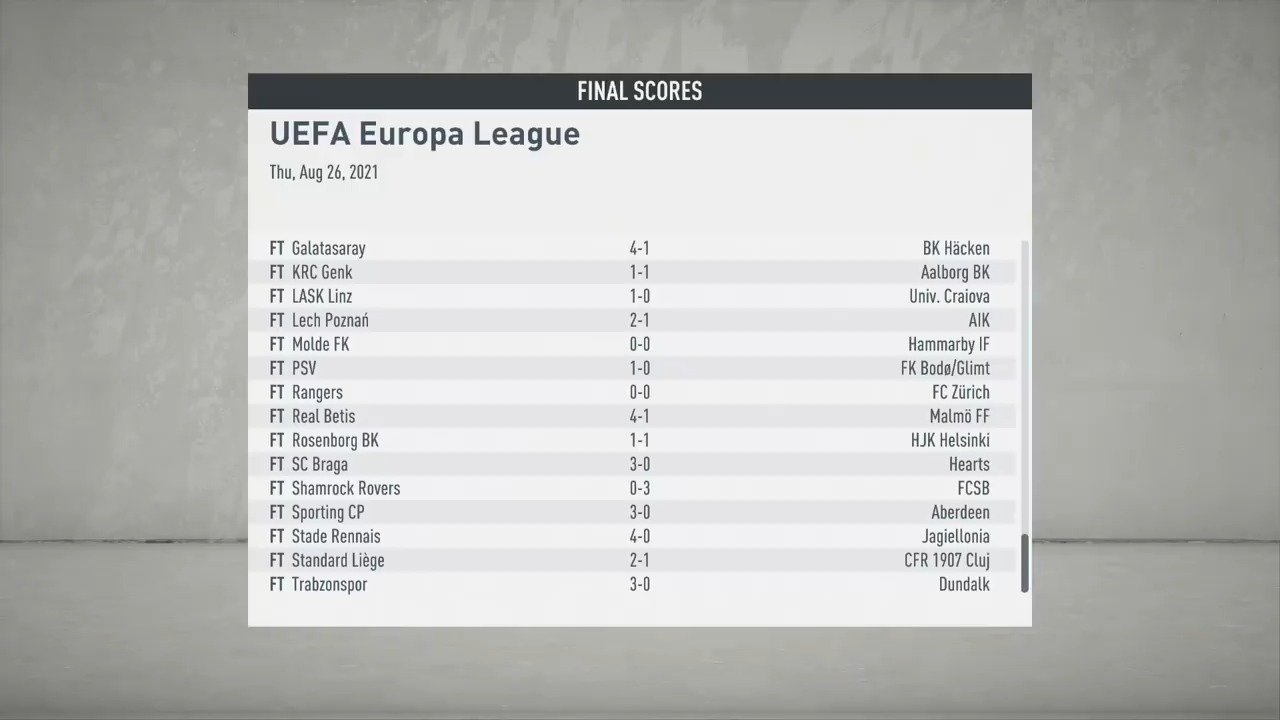 FINAL SCORES
UEFA Europa League
Thu, Aug 26, 2021
FT Galatasaray 4-1 BK Häcken
FT KRC Genk 1-1 Aalborg BK
FT LASK Linz 1-0 Univ. Craiova
FT Lech Poznań 2-1 AIK
FT Molde FK 0-0 Hammarby IF
FT PSV 1-0 FK Bodø/Glimt
FT Rangers 0-0 FC Zürich
FT Real Betis 4-1 Malmö FF
FT Rosenborg BK 1-1 HJK Helsinki
FT SC Braga 3-0 Hearts
FT Shamrock Rovers 0-3 FCSB
FT Sporting CP 3-0 Aberdeen
FT Stade Rennais 4-0 Jagiellonia
FT Standard Liège 2-1 CFR 1907 Cluj
FT Trabzonspor 3-0 Dundalk